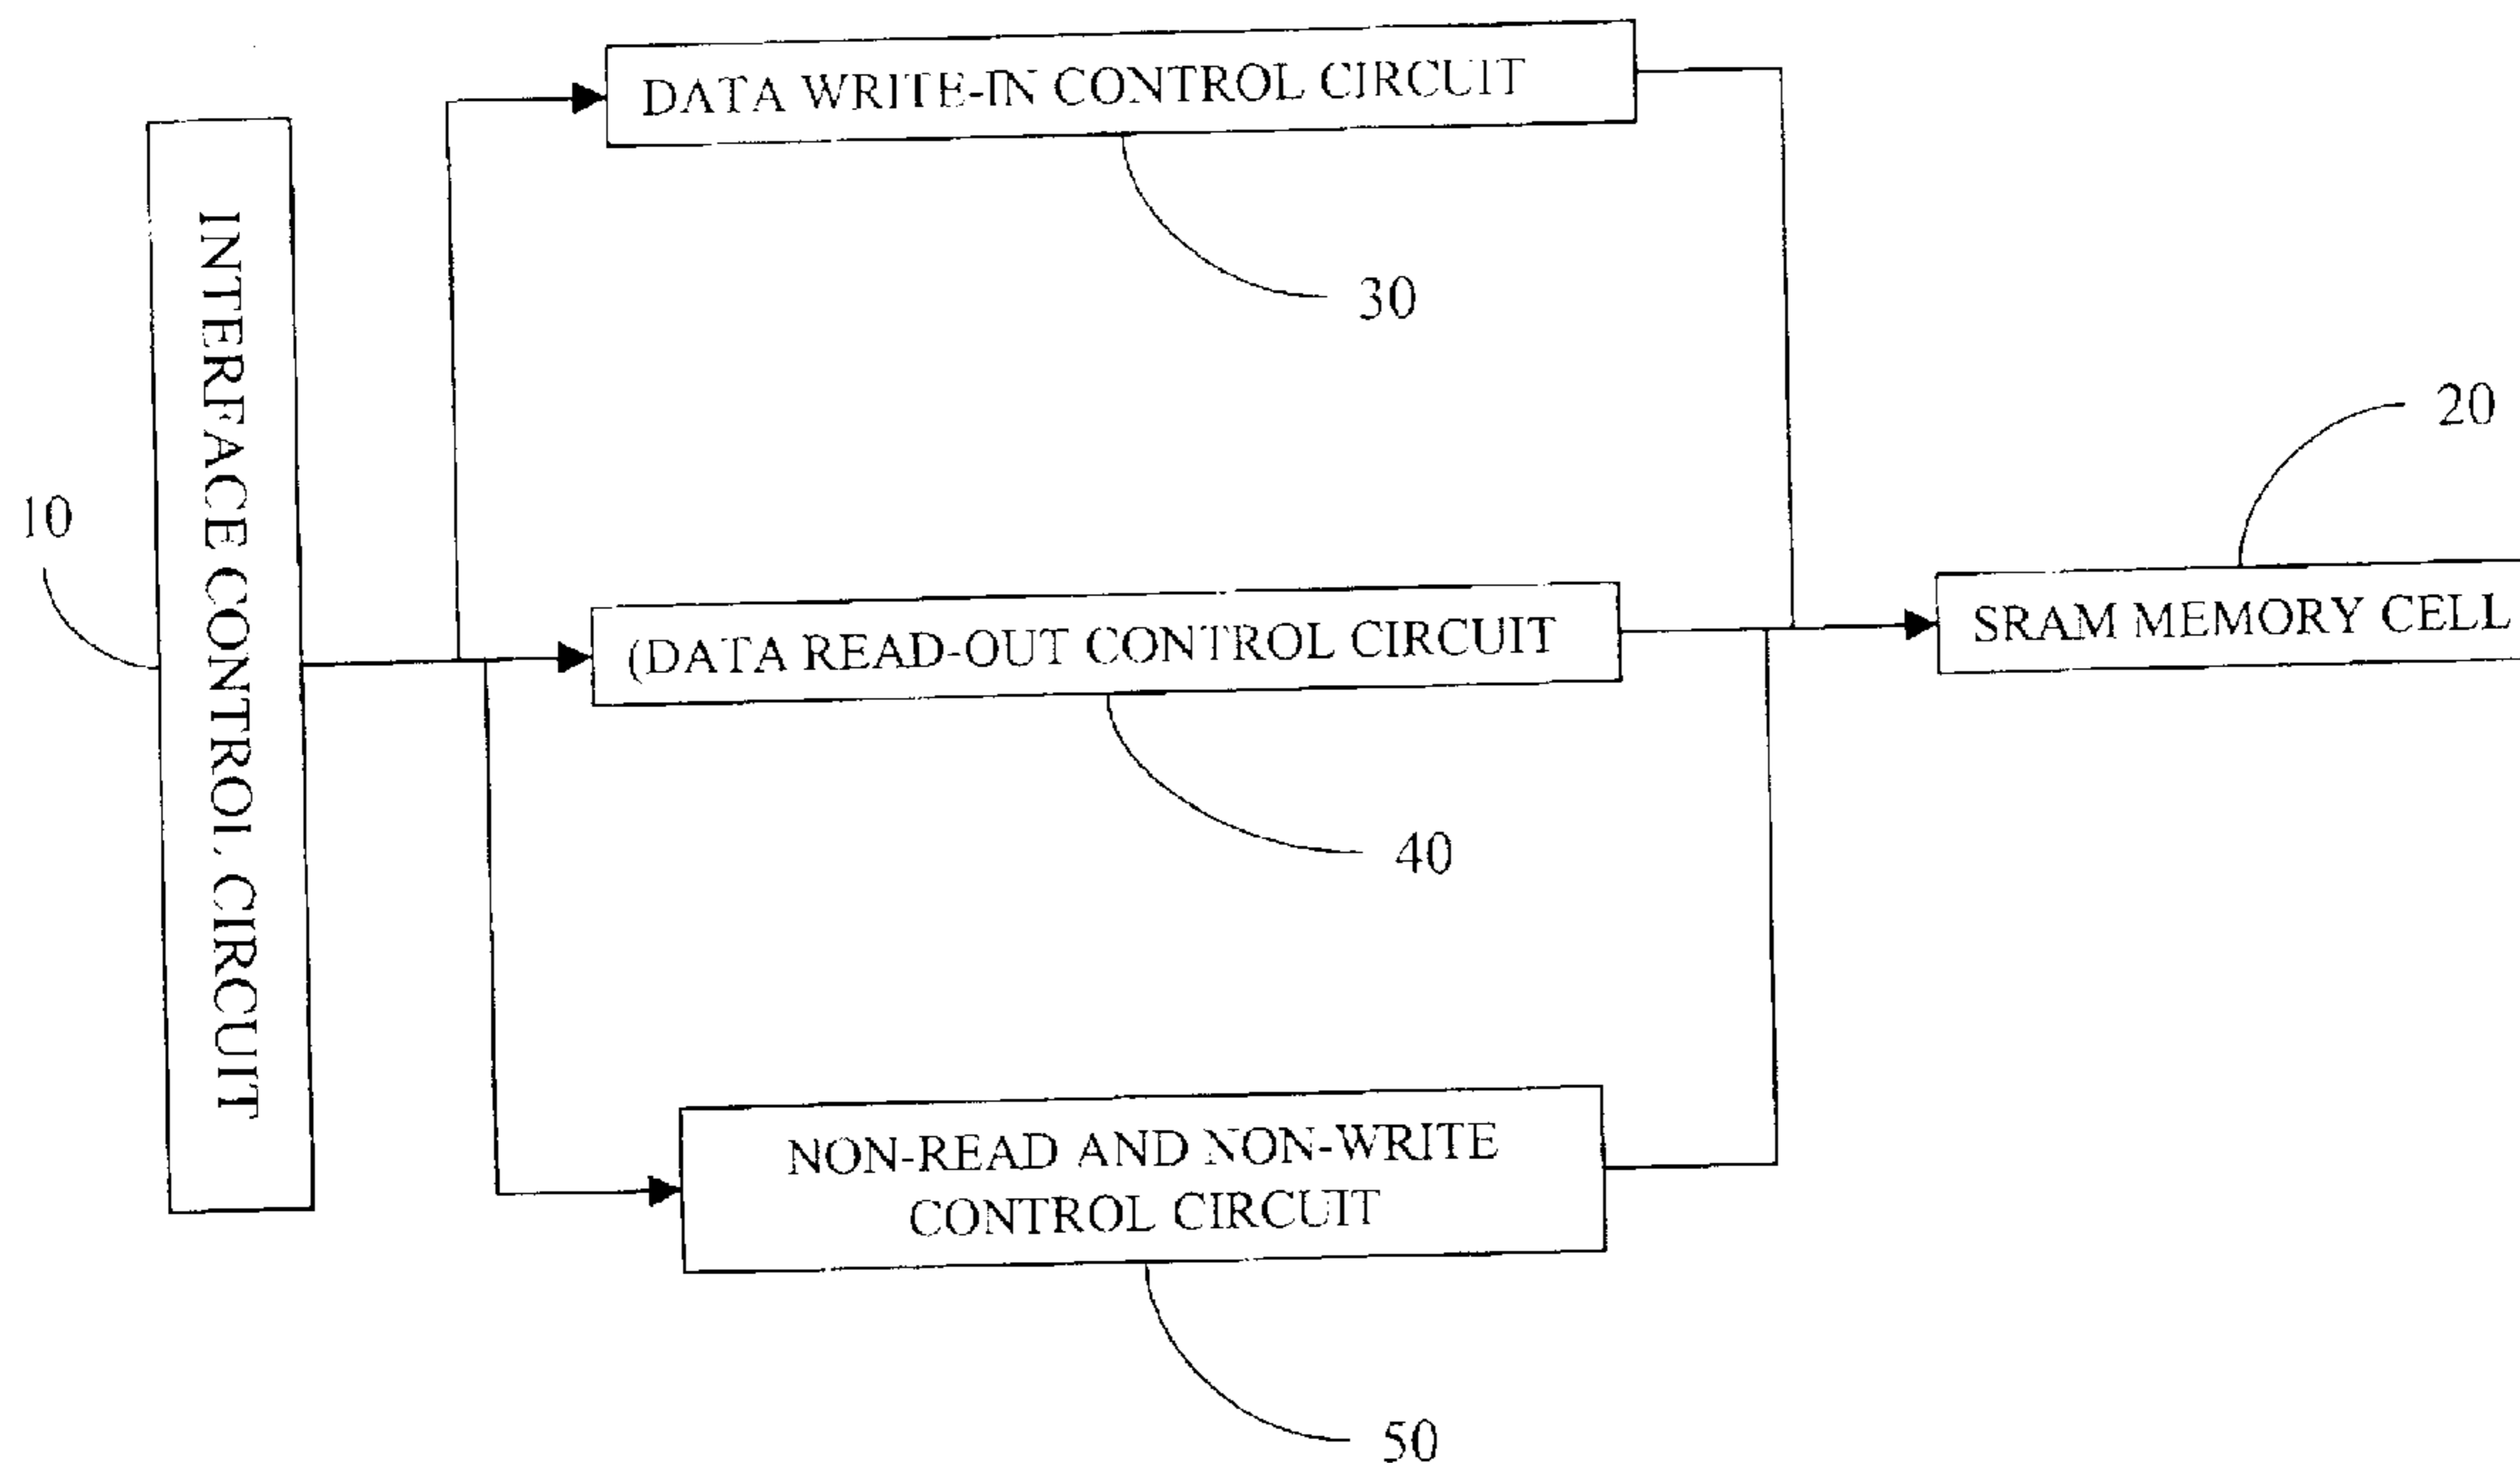 DATA WRITE-IN CONTROL CIRCUIT
30
20
10
INTERFACE CONTROL CIRCUIT
(DATA READ-OUT CONTROL CIRCUIT
SRAM MEMORY CELL
40
NON-READ AND NON-WRITE
CONTROL CIRCUIT
50